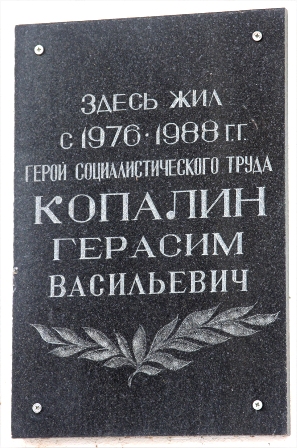 ЗДЕСЬ ЖИЛ
С 1976·1988 Г.Г.
ГЕРОЙ СОЦИАЛИСТИЧЕСКОГО ТРУДА
КОПАЛИН
ГЕРАСИМ
ВАСИЛЬЕВИЧ